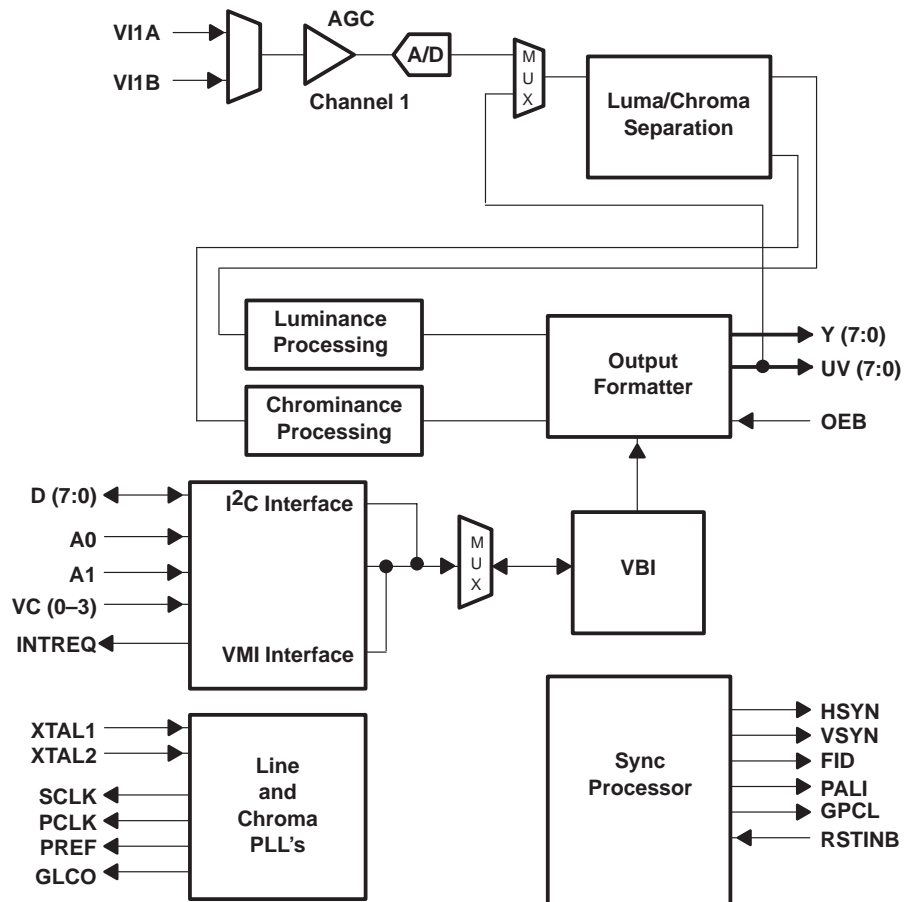 AGC
VI1A
A/D
VI1B
Channel 1
M
U
X
Luma/Chroma
Separation
Luminance
Processing
Chrominance
Processing
Output
Formatter
Y (7:0)
UV (7:0)
OEB
D (7:0)
A0
A1
VC (0–3)
INTREQ
I2C Interface
VMI Interface
M
U
X
VBI
XTAL1
XTAL2
SCLK
PCLK
PREF
GLCO
Line
and
Chroma
PLL's
Sync
Processor
HSYN
VSYN
FID
PALI
GPCL
RSTINB